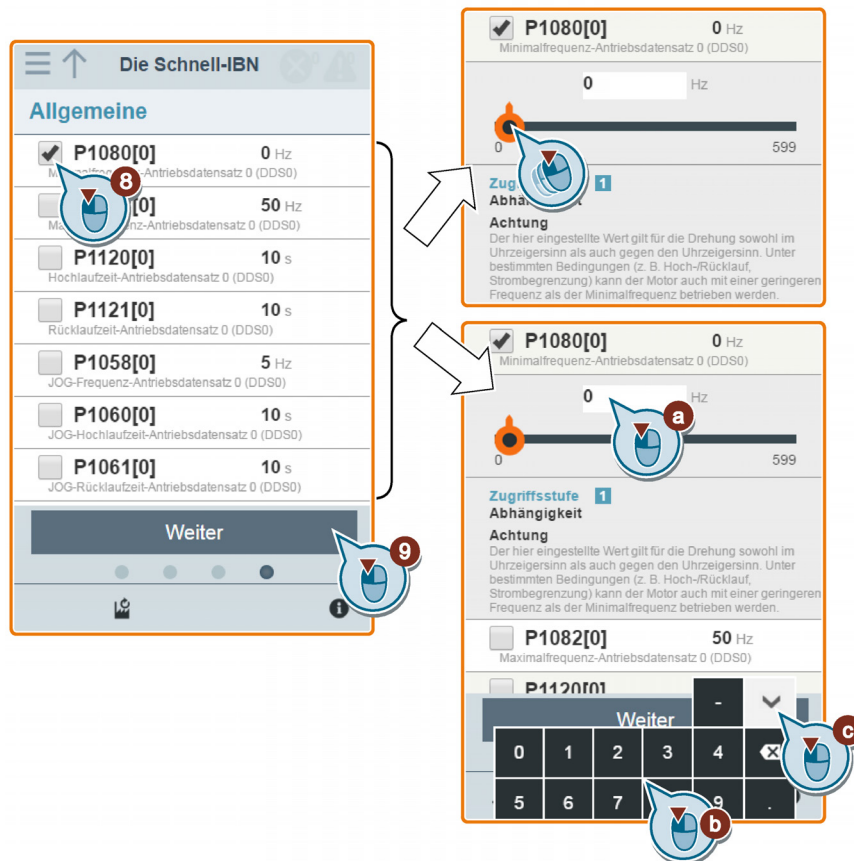 Die Schnell-IBN
Allgemeine
P1080[0] 0 Hz
-Antriebsdatensatz 0 (DDS0)
8
[0] 50 Hz
nz-Antriebsdatensatz 0 (DDS0)
P1120[0] 10 s
Hochlaufzeit-Antriebsdatensatz 0 (DDS0)
P1121[0] 10 s
Rücklaufzeit-Antriebsdatensatz 0 (DDS0)
P1058[0] 5 Hz
JOG-Frequenz-Antriebsdatensatz 0 (DDS0)
P1060[0] 10 s
JOG-Hochlaufzeit-Antriebsdatensatz 0 (DDS0)
P1061[0] 10 s
JOG-Rücklaufzeit-Antriebsdatensatz 0 (DDS0)
Weiter
9
P1080[0] 0 Hz
Minimalfrequenz-Antriebsdatensatz 0 (DDS0)
0 Hz
0 599
1
Achtung
Der hier eingestellte Wert gilt für die Drehung sowohl im
Uhrzeigersinn als auch gegen den Uhrzeigersinn. Unter
bestimmten Bedingungen (z. B. Hoch-/Rücklauf,
Strombegrenzung) kann der Motor auch mit einer geringeren
Frequenz als der Minimalfrequenz betrieben werden.
P1080[0] 0 Hz
Minimalfrequenz-Antriebsdatensatz 0 (DDS0)
0 Hz
a
0 599
Zugriffsstufe 1
Abhängigkeit
Achtung
Der hier eingestellte Wert gilt für die Drehung sowohl im
Uhrzeigersinn als auch gegen den Uhrzeigersinn. Unter
bestimmten Bedingungen (z. B. Hoch-/Rücklauf,
Strombegrenzung) kann der Motor auch mit einer geringeren
Frequenz als der Minimalfrequenz betrieben werden.
P1082[0] 50 Hz
Maximalfrequenz-Antriebsdatensatz 0 (DDS0)
P1120[0]
Weiter
-
c
0 1 2 3 4
5 6 7 9 .
b